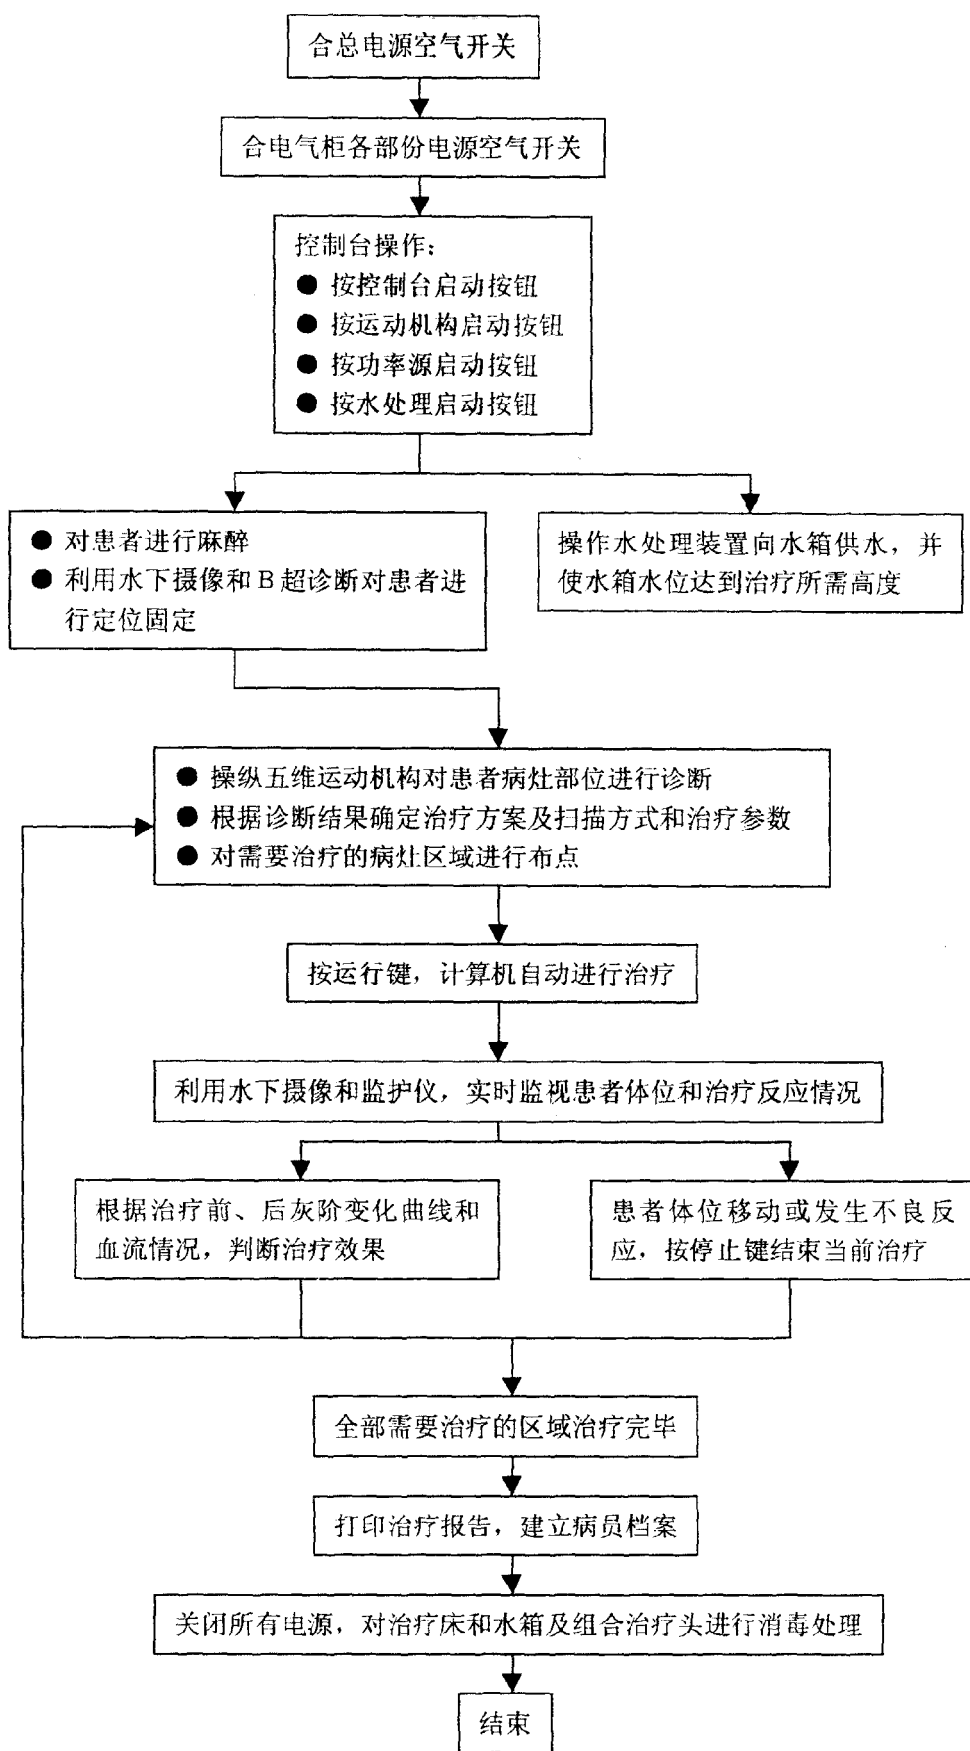 合总电源空气开关
合电气柜各部份电源空气开关
控制台操作：
● 按控制台启动按钮
● 按运动机构启动按钮
● 按功率源启动按钮
● 按水处理启动按钮
● 对患者进行麻醉
● 利用水下摄像和B超诊断对患者进
行定位固定
操作水处理装置向水箱供水，并
使水箱水位达到治疗所需高度
● 操纵五维运动机构对患者病灶部位进行诊断
● 根据诊断结果确定治疗方案及扫描方式和治疗参数
● 对需要治疗的病灶区域进行布点
按运行键，计算机自动进行治疗
利用水下摄像和监护仪，实时监视患者体位和治疗反应情况
根据治疗前、后灰阶变化曲线和
血流情况，判断治疗效果
患者体位移动或发生不良反
应，按停止键结束当前治疗
全部需要治疗的区域治疗完毕
打印治疗报告，建立病员档案
关闭所有电源，对治疗床和水箱及组合治疗头进行消毒处理
结束